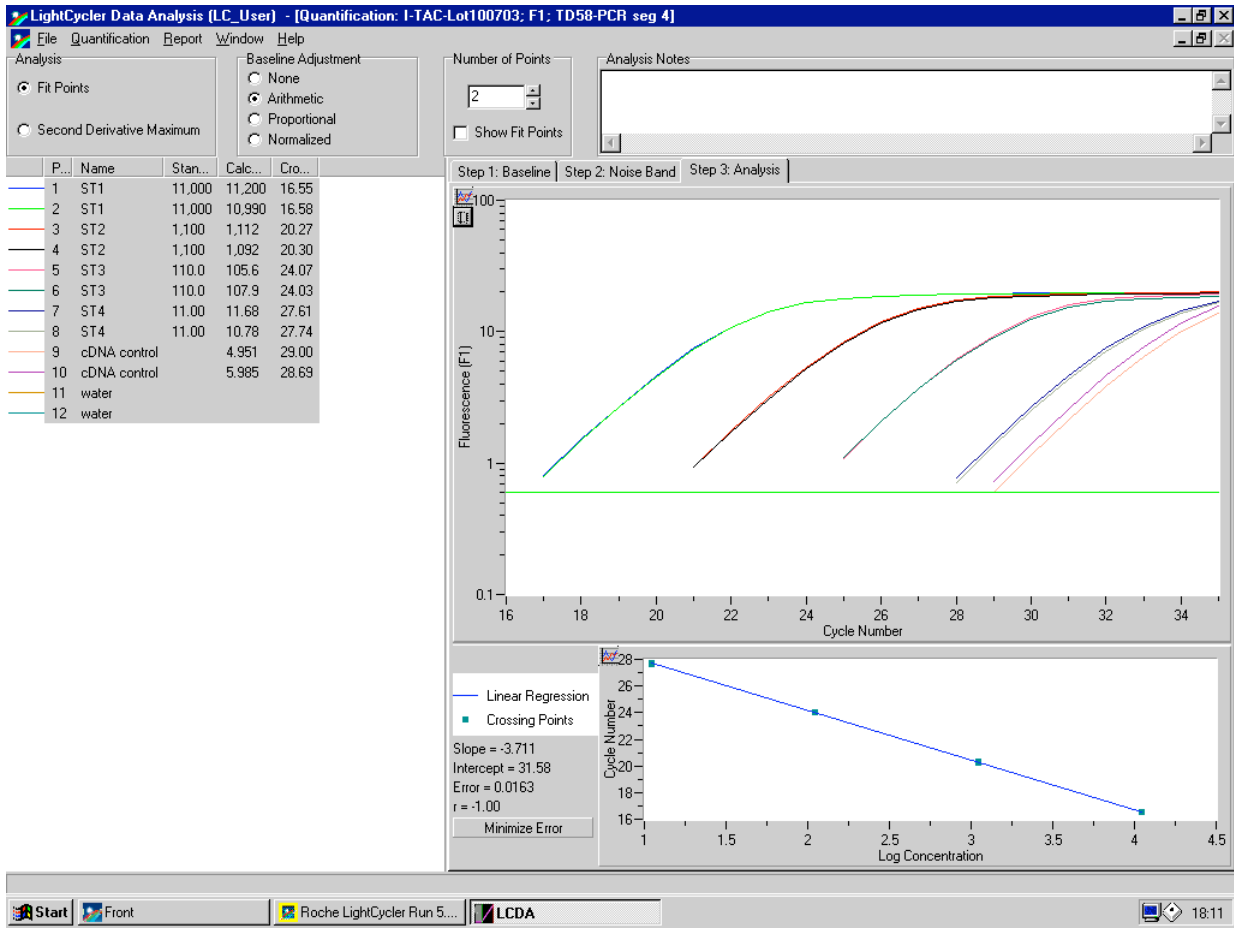 LightCycler Data Analysis (LC_User) - [Quantification: I-TAC-Lot100703; F1; TD58-PCR seg 4]
File Quantification Report Window Help
Analysis
Fit Points
Second Derivative Maximum
Baseline Adjustment
None
Arithmetic
Proportional
Normalized
Number of Points
2
Show Fit Points
Analysis Notes
P... Name Stan... Calc... Cro...
1 ST1 11,000 11,200 16.55
2 ST1 11,000 10,990 16.58
3 ST2 1,100 1,112 20.27
4 ST2 1,100 1,092 20.30
5 ST3 110.0 105.6 24.07
6 ST3 110.0 107.9 24.03
7 ST4 11.00 11.68 27.61
8 ST4 11.00 10.78 27.74
9 cDNA control 4.951 29.00
10 cDNA control 5.985 28.69
11 water
12 water
Step 1: Baseline Step 2: Noise Band Step 3: Analysis
100
10
1
0.1
Fluorescence (F1)
16 18 20 22 24 26 28 30 32 34
Cycle Number
Linear Regression
Crossing Points
Slope = -3.711
Intercept = 31.58
Error = 0.0163
r = -1.00
Minimize Error
28
26
24
22
20
18
16
Cycle Number
1 1.5 2 2.5 3 3.5 4 4.5
Log Concentration
Start Front Roche LightCycler Run 5.... LCDA 18:11